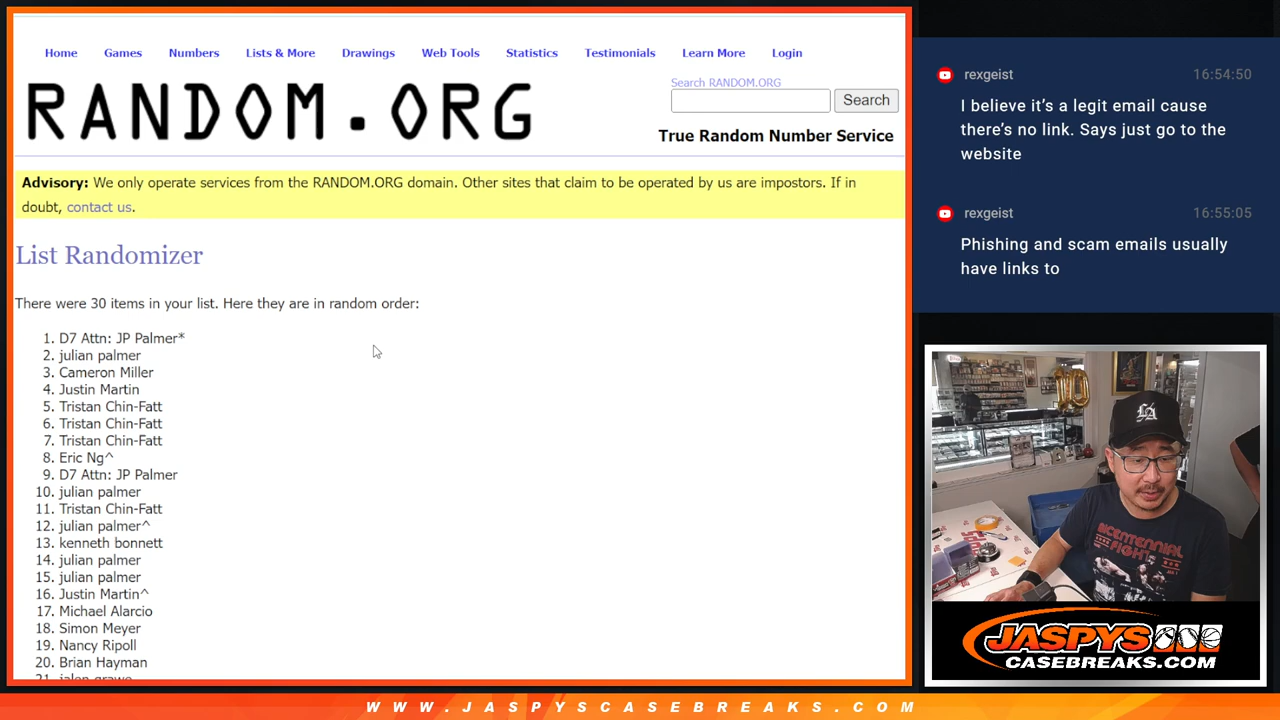 Home Games Numbers Lists & More Drawings Web Tools Statistics Testimonials Learn More Login
RANDOM.ORG
Search RANDOM.ORG
Search
True Random Number Service
Advisory: We only operate services from the RANDOM.ORG domain. Other sites that claim to be operated by us are impostors. If in
doubt, contact us.
List Randomizer
There were 30 items in your list. Here they are in random order:
1. D7 Attn: JP Palmer*
2. julian palmer
3. Cameron Miller
4. Justin Martin
5. Tristan Chin-Fatt
6. Tristan Chin-Fatt
7. Tristan Chin-Fatt
8. Eric Ng^
9. D7 Attn: JP Palmer
10. julian palmer
11. Tristan Chin-Fatt
12. julian palmer^
13. kenneth bonnett
14. julian palmer
15. julian palmer
16. Justin Martin^
17. Michael Alarcio
18. Simon Meyer
19. Nancy Ripoll
20. Brian Hayman
rexgeist 16:54:50
I believe it’s a legit email cause
there’s no link. Says just go to the
website
rexgeist 16:55:05
Phishing and scam emails usually
have links to
10
LA
BICENTENNIAL
FIGHT
JASPYS
CASEBREAKS.COM
WWW.JASPYSCASEBREAKS.COM